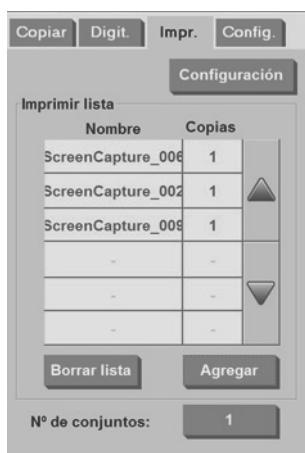 Copiar Digit. Impr. Config.
Configuración
Imprimir lista
Nombre Copias
ScreenCapture_006 1
ScreenCapture_002 1
ScreenCapture_009 1
- -
- -
- -
Borrar lista Agregar
Nº de conjuntos: 1